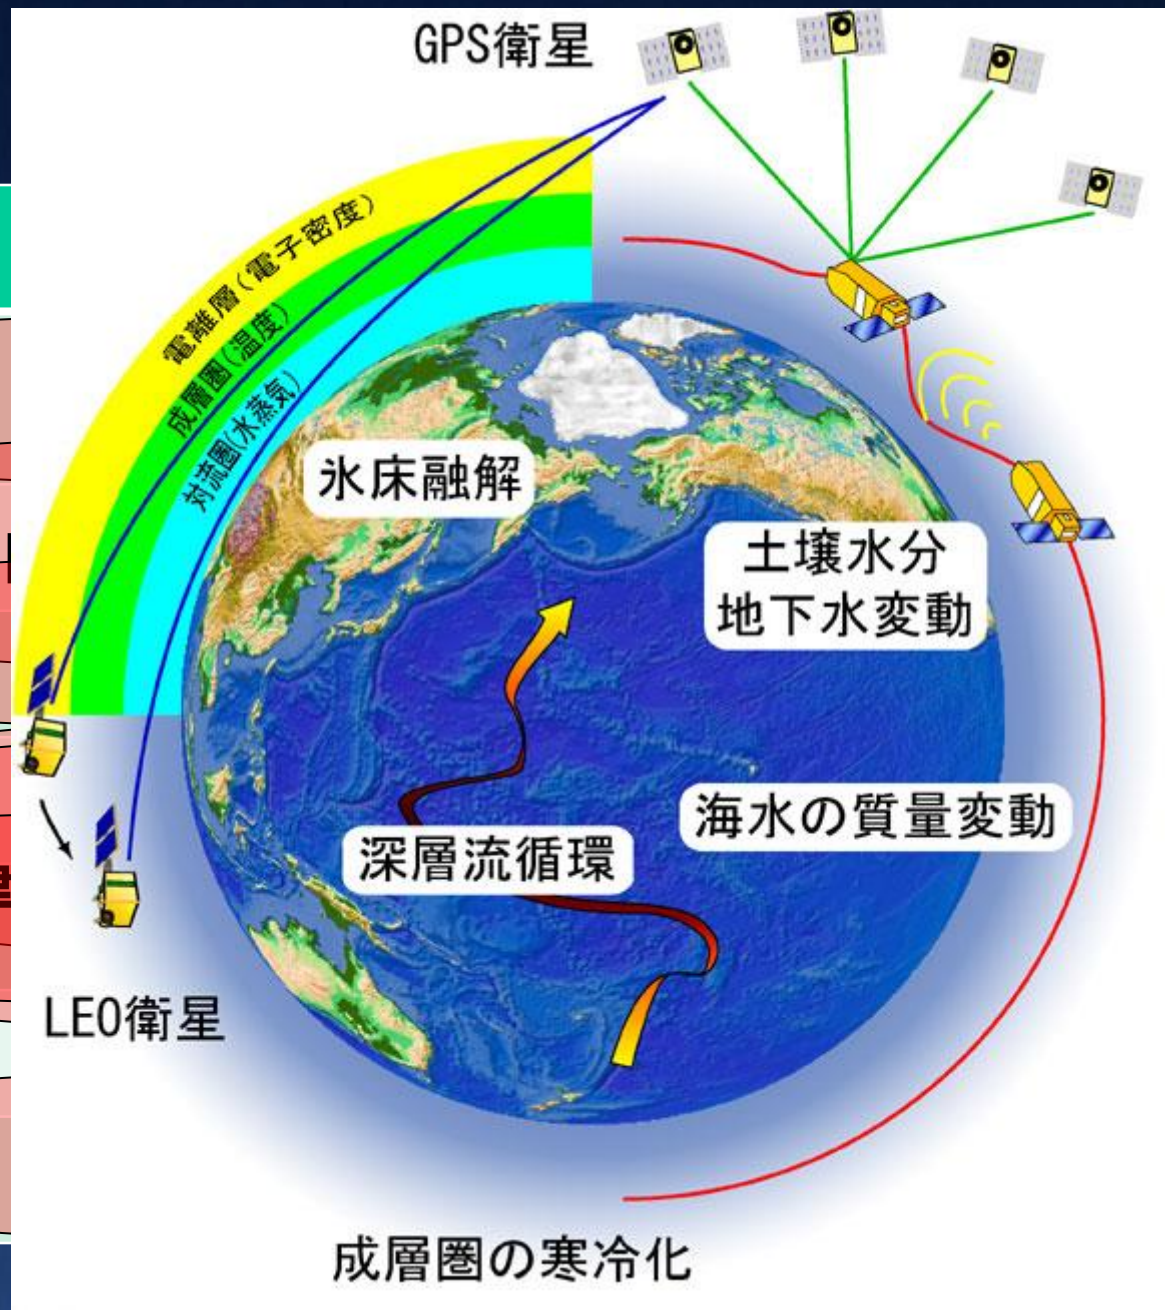 GPS衛星
電離層(電子密度)
成層圏(温度)
対流圏(水蒸気)
氷床融解
土壌水分
地下水変動
海水の質量変動
深層流循環
LEO衛星
成層圏の寒冷化